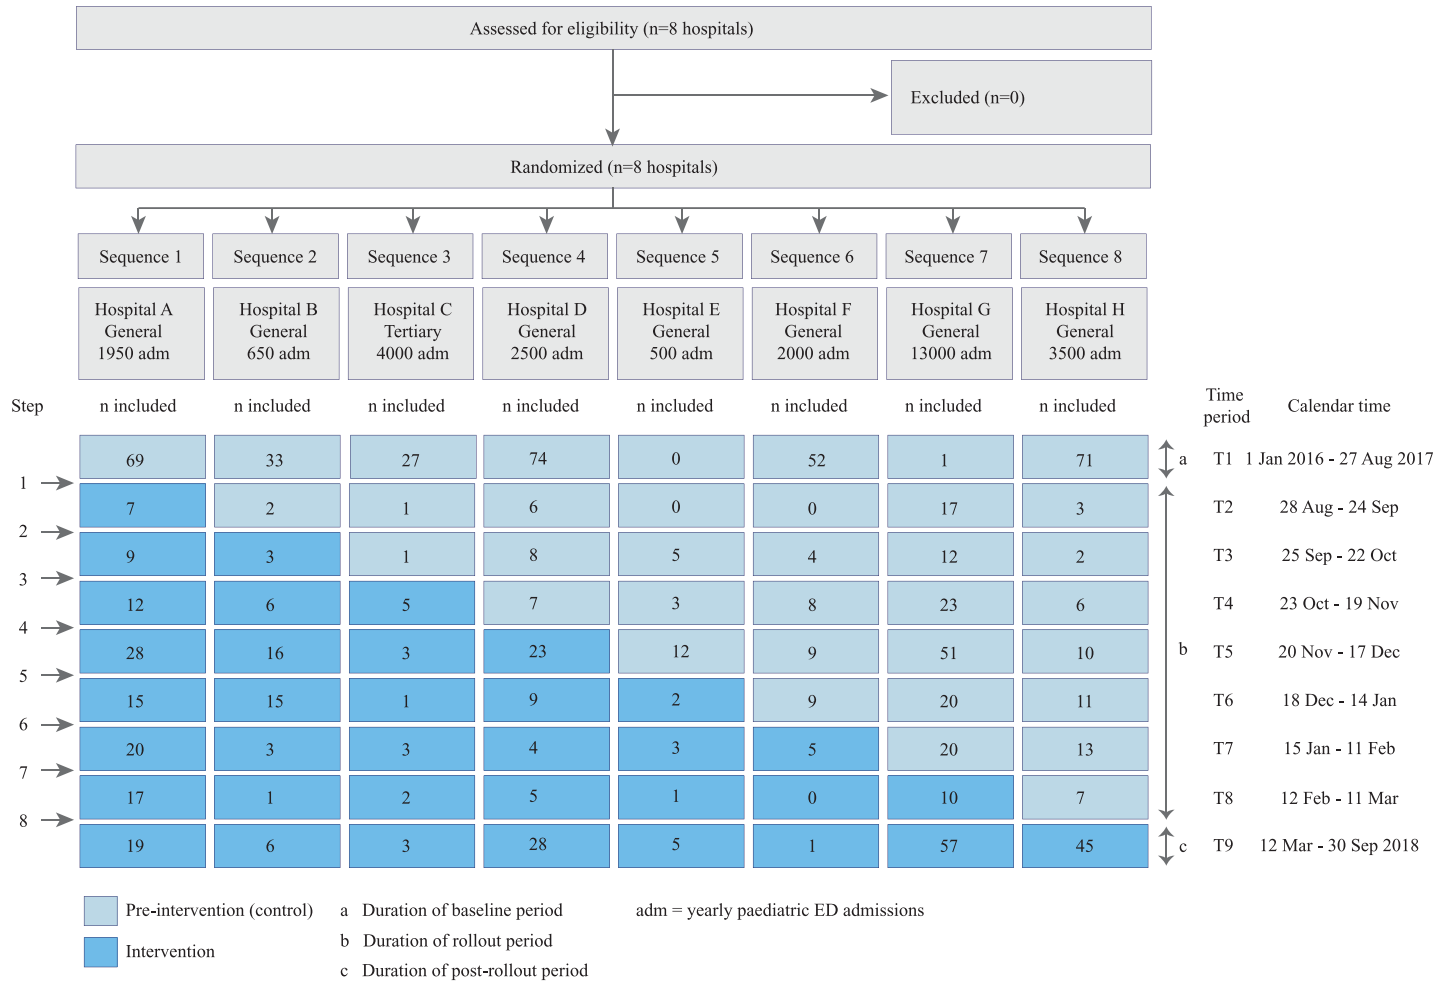 Assessed for eligibility (n=8 hospitals)
Excluded (n=0)
Randomized (n=8 hospitals)
Sequence 1 Sequence 2 Sequence 3 Sequence 4 Sequence 5 Sequence 6 Sequence 7 Sequence 8
Hospital A Hospital B Hospital C Hospital D Hospital E Hospital F Hospital G Hospital H
General General Tertiary General General General General General
1950 adm 650 adm 4000 adm 2500 adm 500 adm 2000 adm 13000 adm 3500 adm
Step n included n included n included n included n included n included n included n included Time period Calendar time
69 33 27 74 0 52 1 71 a T1 1 Jan 2016 - 27 Aug 2017
1
7 2 1 6 0 0 17 3 T2 28 Aug - 24 Sep
2
9 3 1 8 5 4 12 2 T3 25 Sep - 22 Oct
3
12 6 5 7 3 8 23 6 T4 23 Oct - 19 Nov
4
28 16 3 23 12 9 51 10 b T5 20 Nov - 17 Dec
5
15 15 1 9 2 9 20 11 T6 18 Dec - 14 Jan
6
20 3 3 4 3 5 20 13 T7 15 Jan - 11 Feb
7
17 1 2 5 1 0 10 7 T8 12 Feb - 11 Mar
8
19 6 3 28 5 1 57 45 c T9 12 Mar - 30 Sep 2018
Pre-intervention (control) a Duration of baseline period adm = yearly paediatric ED admissions
b Duration of rollout period
Intervention
c Duration of post-rollout period